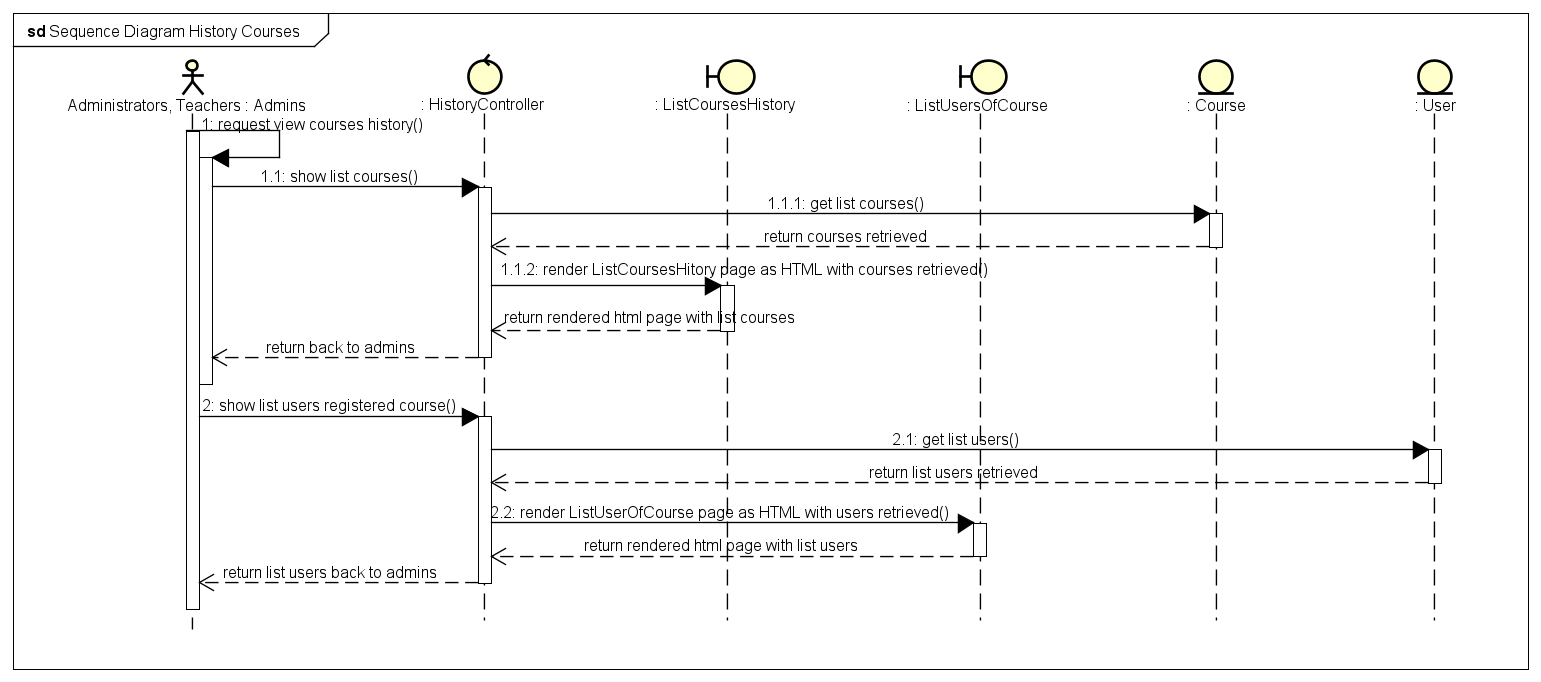 sd Sequence Diagram History Courses
Administrators, Teachers : Admins
: HistoryController
: ListCoursesHistory
: ListUsersOfCourse
: Course
: User
1: request view courses history()
1.1: show list courses()
1.1.1: get list courses()
return courses retrieved
1.1.2: render ListCoursesHitory page as HTML with courses retrieved()
return rendered html page with list courses
return back to admins
2: show list users registered course()
2.1: get list users()
return list users retrieved
2.2: render ListUserOfCourse page as HTML with users retrieved()
return rendered html page with list users
return list users back to admins